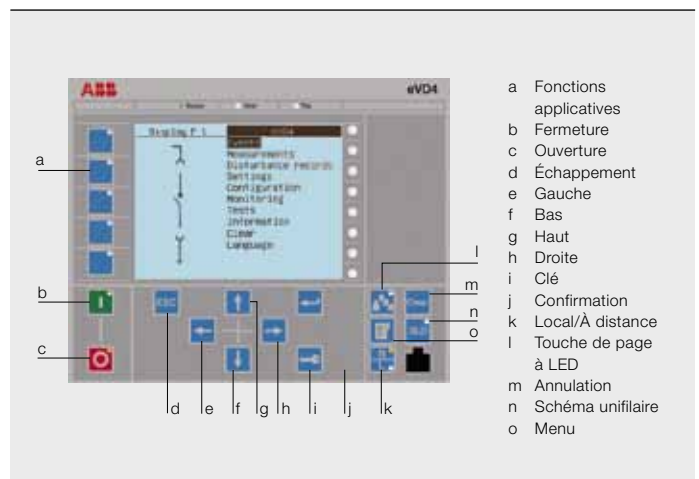 ABB
eVD4
Events
Measurements
Disturbance records
Settings
Configuration
Monitoring
Tests
Information
Clear
Language
ESC
a
b
c
d
e
f
g
h
i
j
k
l
m
n
o
a Fonctions
applicatives
b Fermeture
c Ouverture
d Échappement
e Gauche
f Bas
g Haut
h Droite
i Clé
j Confirmation
k Local/À distance
l Touche de page
à LED
m Annulation
n Schéma unifilaire
o Menu